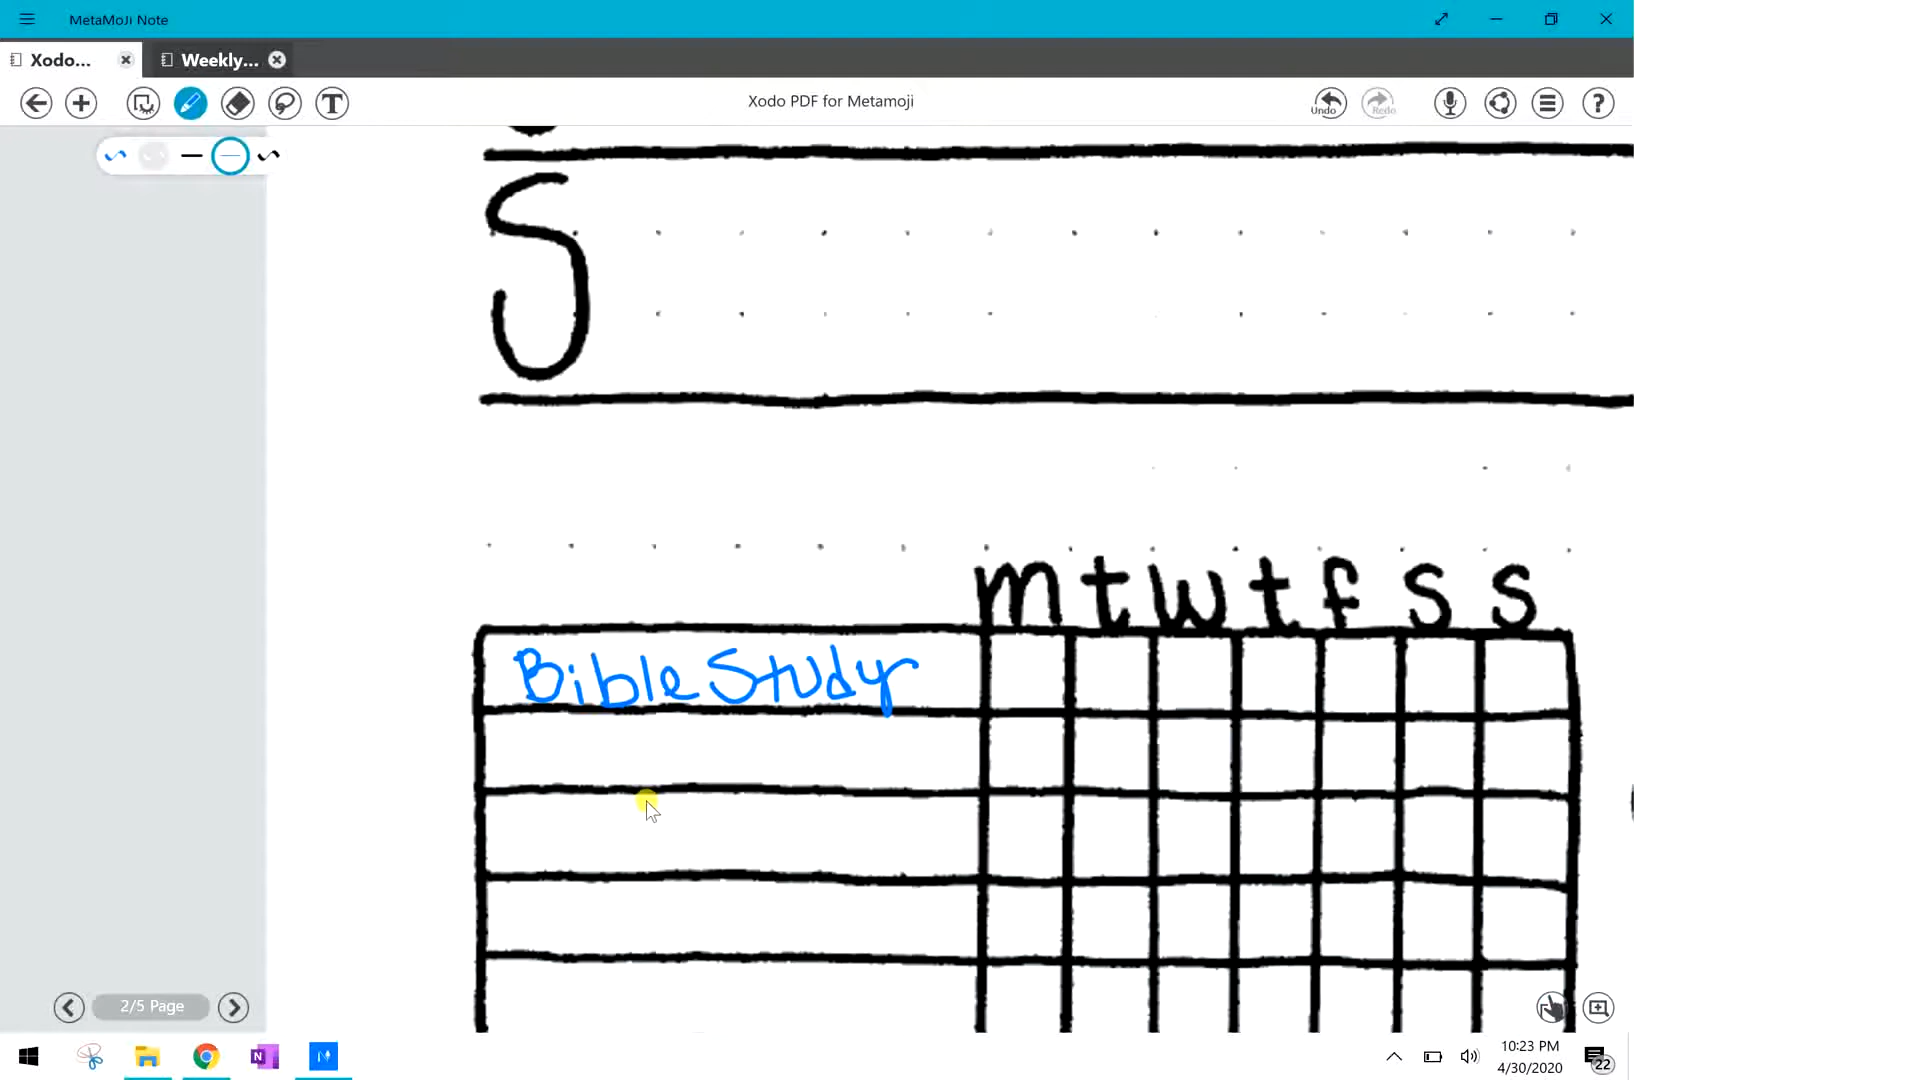 MetaMoJi Note
Xodo...
Weekly...
T
Xodo PDF for Metamoji
Undo
Redo
?
S
m t w t f s s
Bible Study
2/5 Page
N
10:23 PM
4/30/2020
22